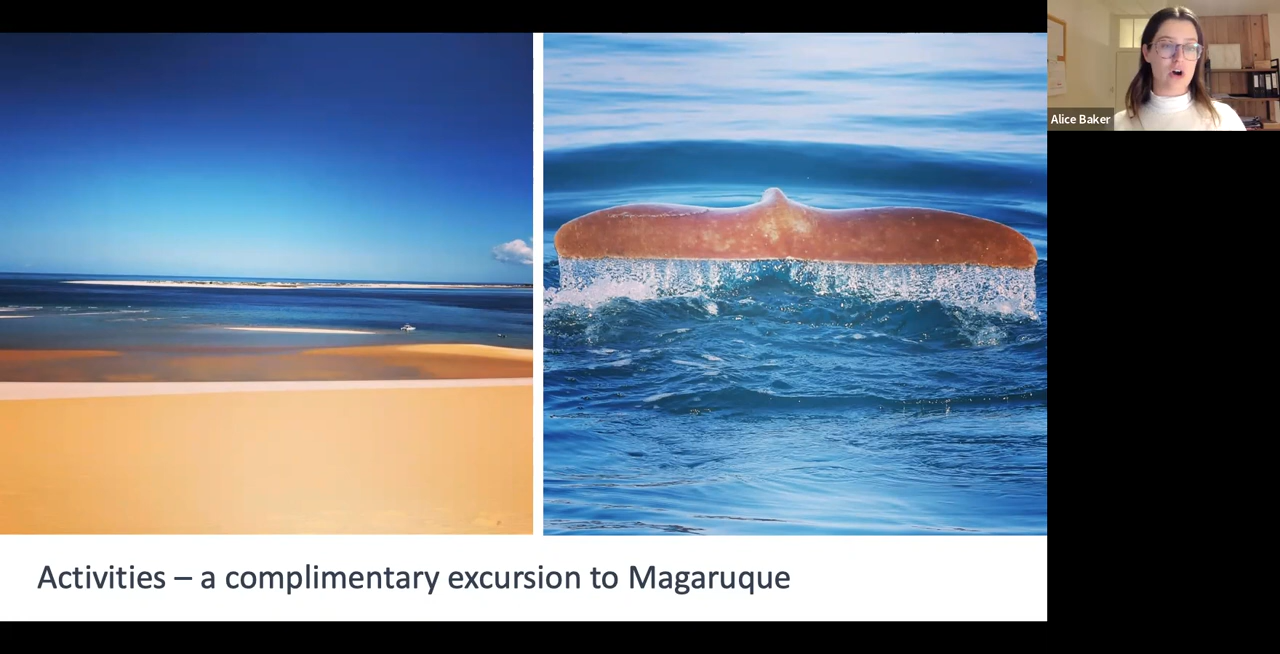 Alice Baker
Activities – a complimentary excursion to Magaruque